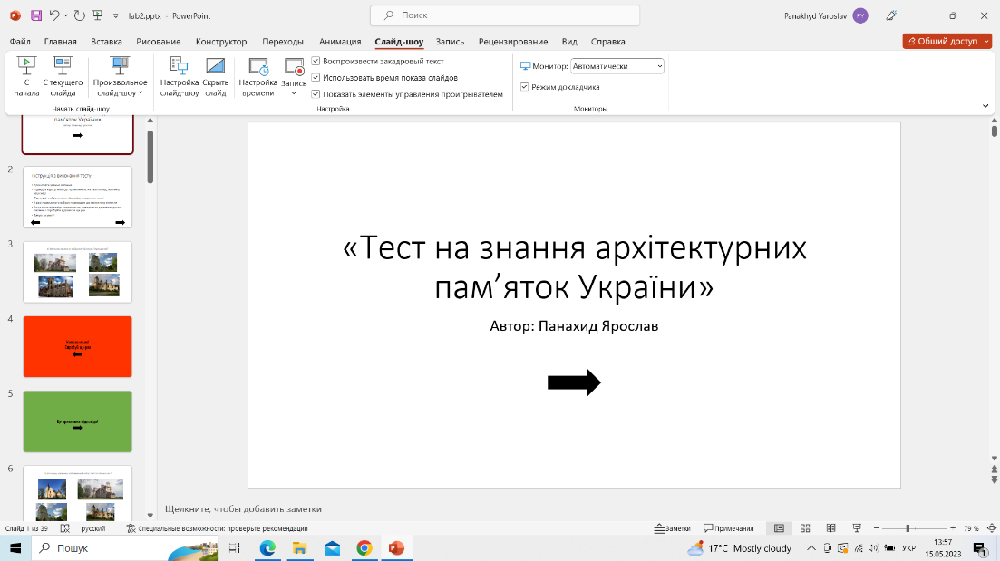 lab2.pptx - PowerPoint
Поиск
Panakhyd Yaroslav
PY
Файл Главная Вставка Рисование Конструктор Переходы Анимация Слайд-шоу Запись Рецензирование Вид Справка
Общий доступ
С начала
С текущего слайда
Произвольное слайд-шоу
Начать слайд-шоу
Настройка слайд-шоу
Скрыть слайд
Настройка времени
Запись
Воспроизвести закадровый текст
Использовать время показа слайдов
Показать элементы управления проигрывателем
Настройка
Монитор: Автоматически
Режим докладчика
Мониторы
пам’яток України»
2
Інструкція з виконання тесту:
3
4
Неправильно!
Спробуй ще раз
5
Це правильна відповідь!
6
«Тест на знання архітектурних
пам’яток України»
Автор: Панахид Ярослав
Щелкните, чтобы добавить заметки
Слайд 1 из 39 русский Специальные возможности: проверьте рекомендации Заметки Примечания 79 %
Пошук
17°C Mostly cloudy
УКР
13:57
15.05.2023
1